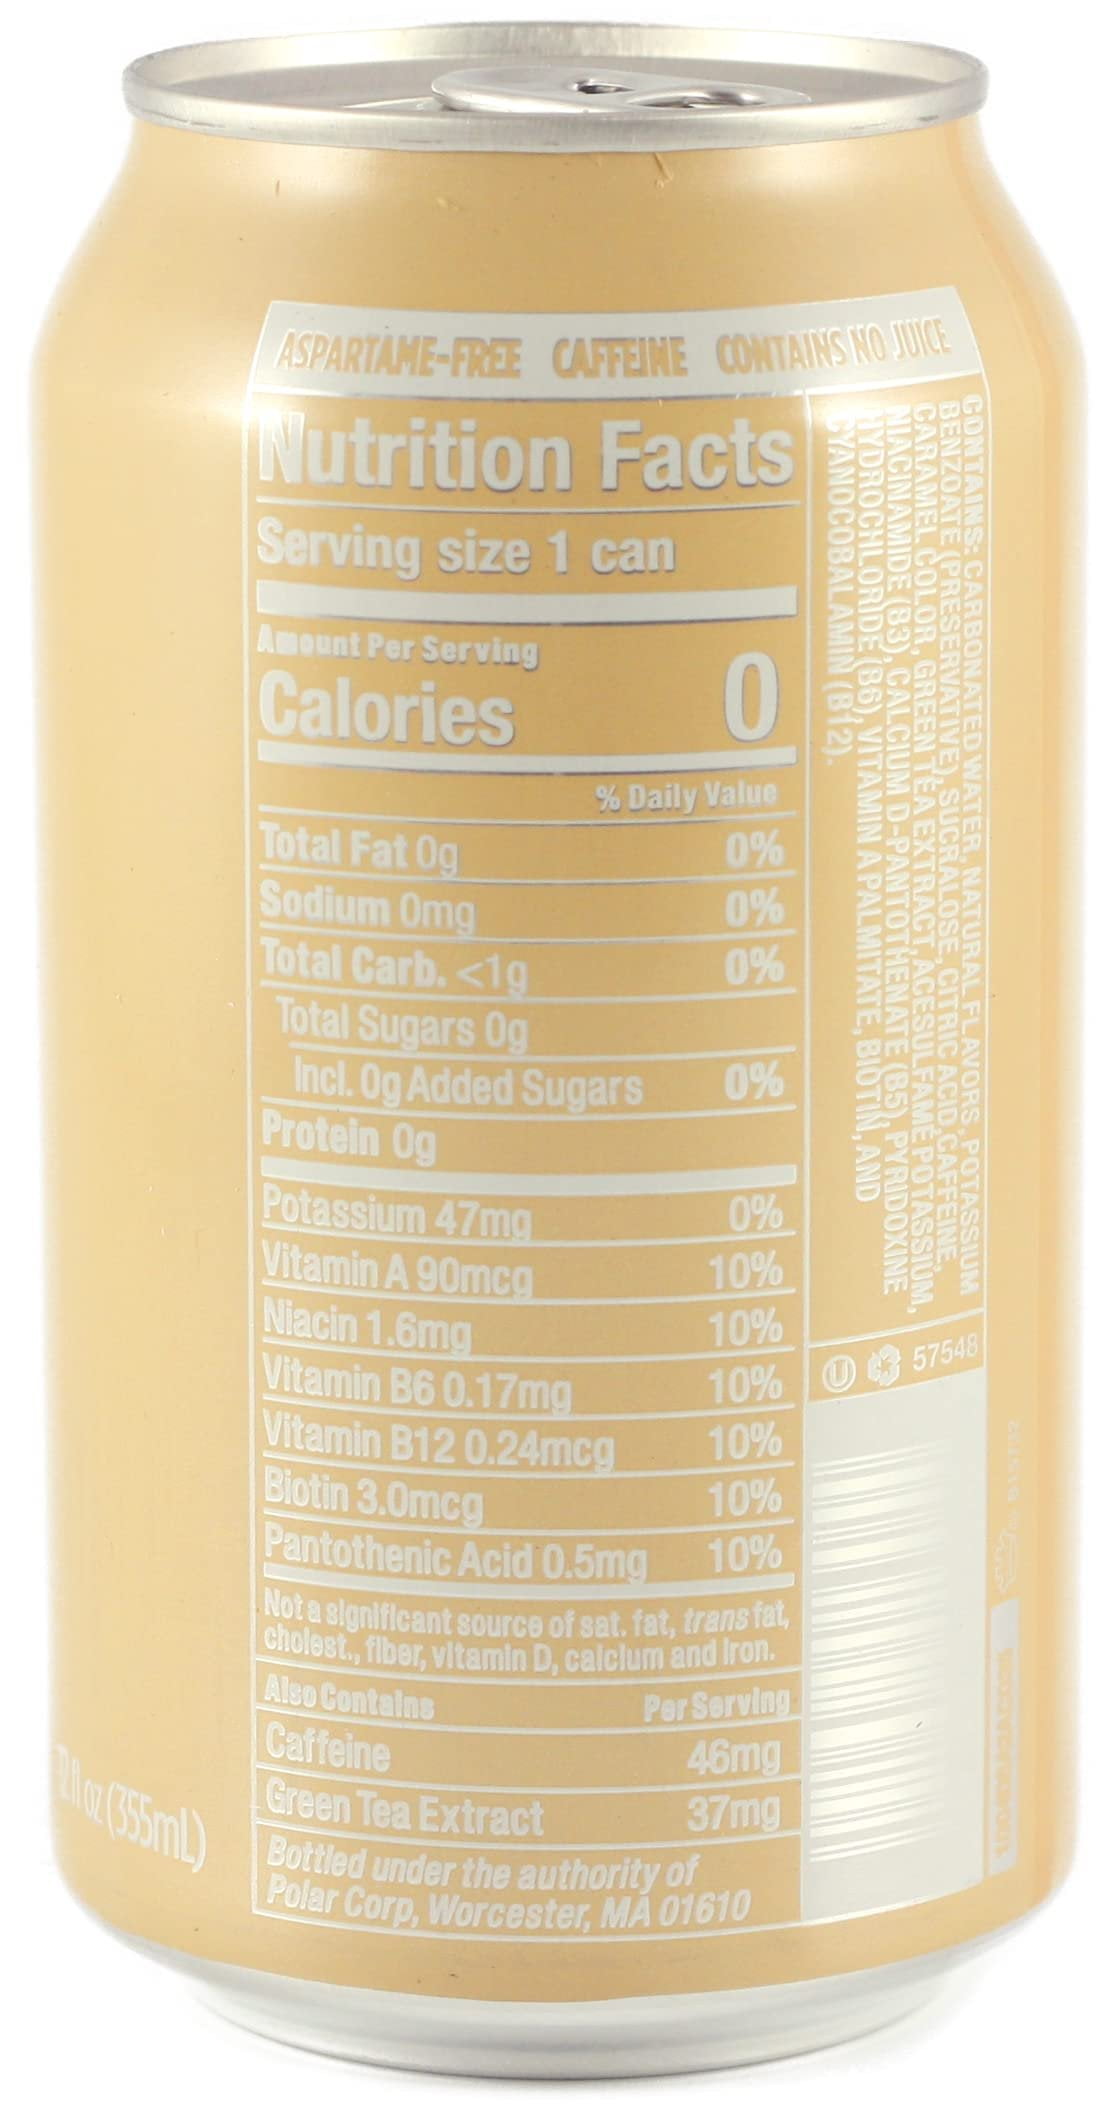 ASPARTAME-FREE CAFFEINE CONTAINS NO JUICE
Nutrition Facts
Serving size 1 can
Amount Per Serving
Calories 0
% Daily Value
Total Fat 0g 0%
Sodium 0mg 0%
Total Carb. <1g 0%
Total Sugars 0g
Incl. 0g Added Sugars 0%
Protein 0g
Potassium 47mg 0%
Vitamin A 90mcg 10%
Niacin 1.6mg 10%
Vitamin B6 0.17mg 10%
Vitamin B12 0.24mcg 10%
Biotin 3.0mcg 10%
Pantothenic Acid 0.5mg 10%
Not a significant source of sat. fat, trans fat,
cholest., fiber, vitamin D, calcium and iron.
Also Contains Per Serving
Caffeine 46mg
Green Tea Extract 37mg
Bottled under the authority of
Polar Corp, Worcester, MA 01610
CONTAINS: CARBONATED WATER, NATURAL FLAVORS, POTASSIUM
BENZOATE (PRESERVATIVE), SUCRALOSE, CITRIC ACID, CAFFEINE,
CARAMEL COLOR, GREEN TEA EXTRACT, ACESULFAME POTASSIUM,
NIACINAMIDE (B3), CALCIUM D-PANTOTHENATE (B5), PYRIDOXINE
HYDROCHLORIDE (B6), VITAMIN A PALMITATE, BIOTIN, AND
CYANOCOBALAMIN (B12).
U 57548
12 fl oz (355mL)